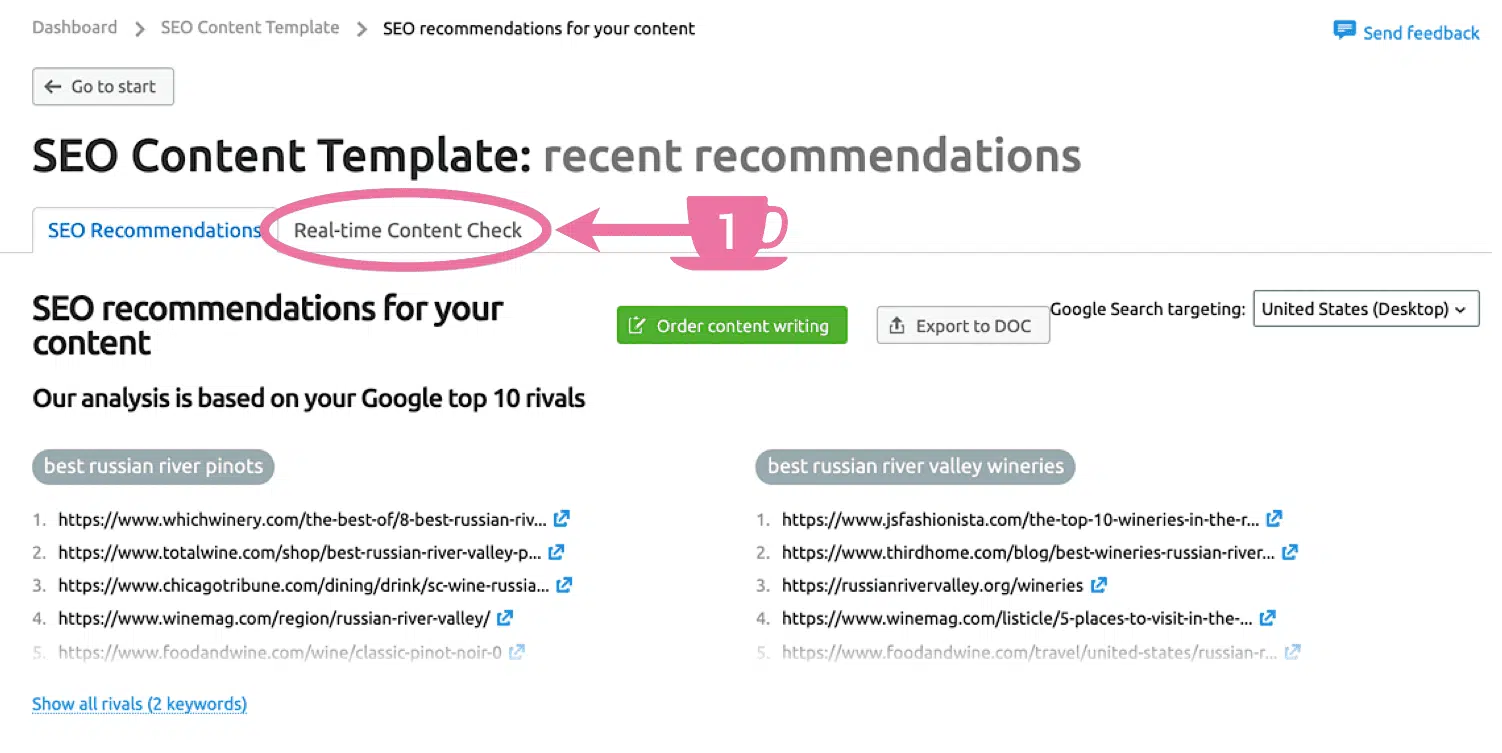 Dashboard > SEO Content Template > SEO recommendations for your content
Send feedback
← Go to start
SEO Content Template: recent recommendations
SEO Recommendations
Real-time Content Check
1
SEO recommendations for your
content
Order content writing
Export to DOC
Google Search targeting:
United States (Desktop)
Our analysis is based on your Google top 10 rivals
best russian river pinots
1. https://www.whichwinery.com/the-best-of/8-best-russian-riv...
2. https://www.totalwine.com/shop/best-russian-river-valley-p...
3. https://www.chicagotribune.com/dining/drink/sc-wine-russia...
4. https://www.winemag.com/region/russian-river-valley/
5. https://www.foodandwine.com/wine/classic-pinot-noir-0
best russian river valley wineries
1. https://www.jsfashionista.com/the-top-10-wineries-in-the-r...
2. https://www.thirdhome.com/blog/best-wineries-russian-river...
3. https://russianrivervalley.org/wineries
4. https://www.winemag.com/listicle/5-places-to-visit-in-the-...
5. https://www.foodandwine.com/travel/united-states/russian-r...
Show all rivals (2 keywords)